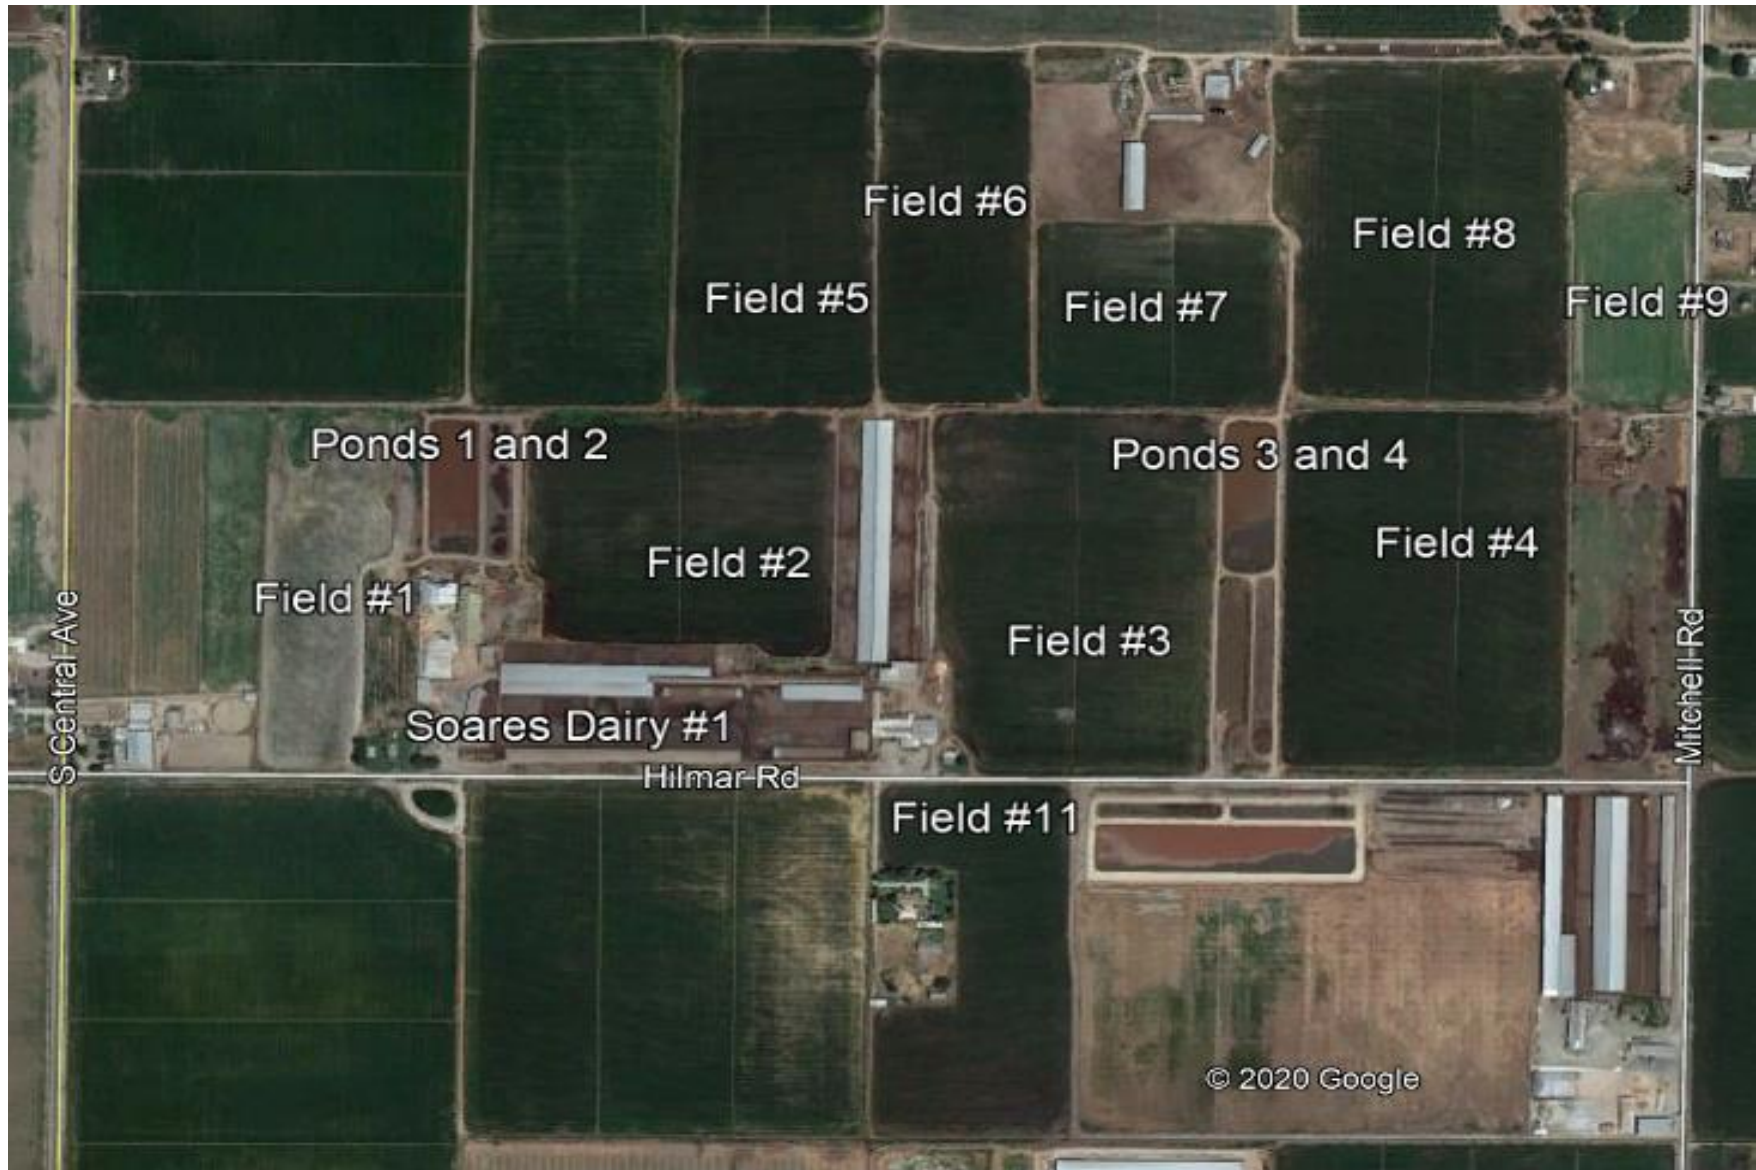 Field #6
Field #8
Field #5
Field #7
Field #9
Ponds 1 and 2
Ponds 3 and 4
Field #2
Field #4
Field #1
Field #3
S Central Ave
Mitchell Rd
Soares Dairy #1
Hilmar Rd
Field #11
© 2020 Google